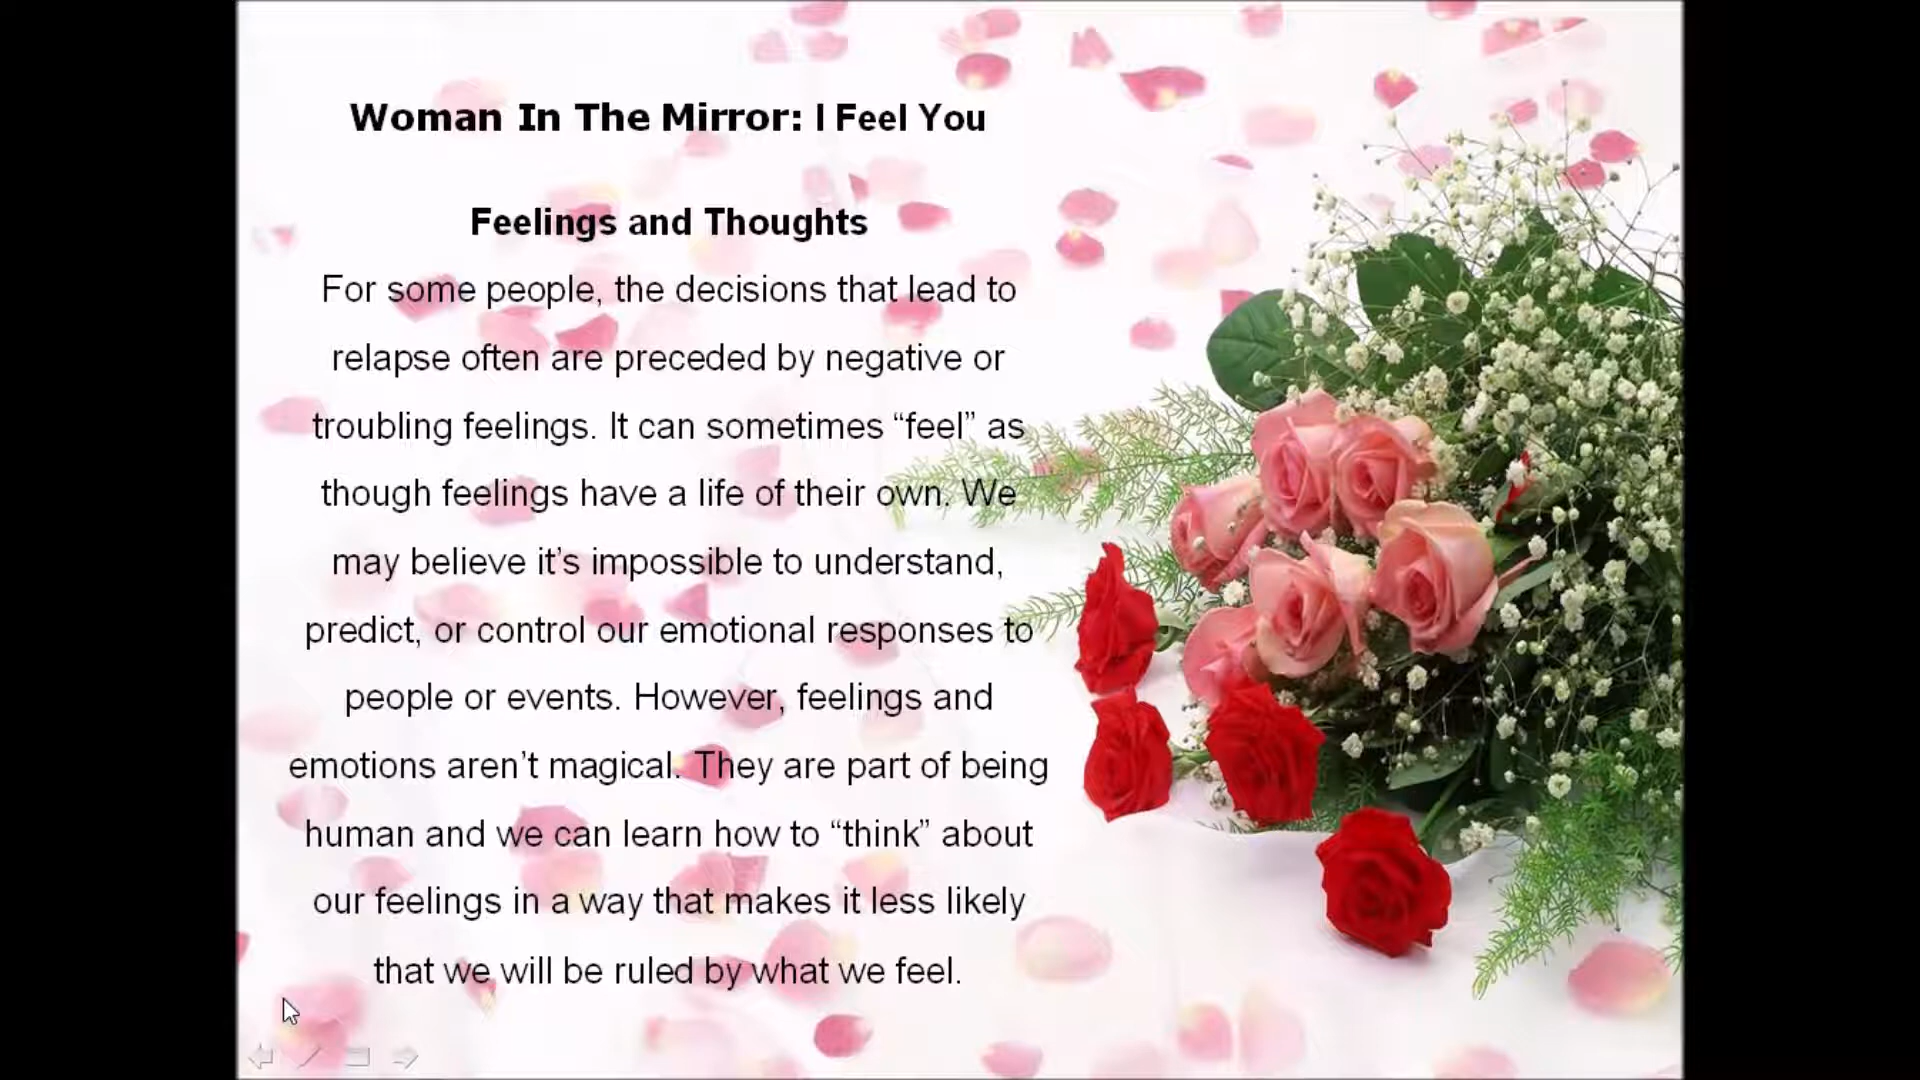 Woman In The Mirror: I Feel You
Feelings and Thoughts
For some people, the decisions that lead to
relapse often are preceded by negative or
troubling feelings. It can sometimes “feel” as
though feelings have a life of their own. We
may believe it’s impossible to understand,
predict, or control our emotional responses to
people or events. However, feelings and
emotions aren’t magical. They are part of being
human and we can learn how to “think” about
our feelings in a way that makes it less likely
that we will be ruled by what we feel.